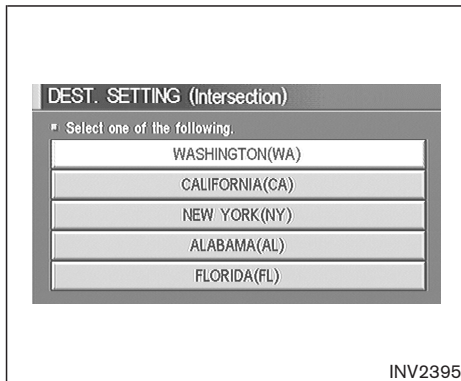 DEST. SETTING (Intersection)
Select one of the following.
WASHINGTON(WA)
CALIFORNIA(CA)
NEW YORK(NY)
ALABAMA(AL)
FLORIDA(FL)
INV2395